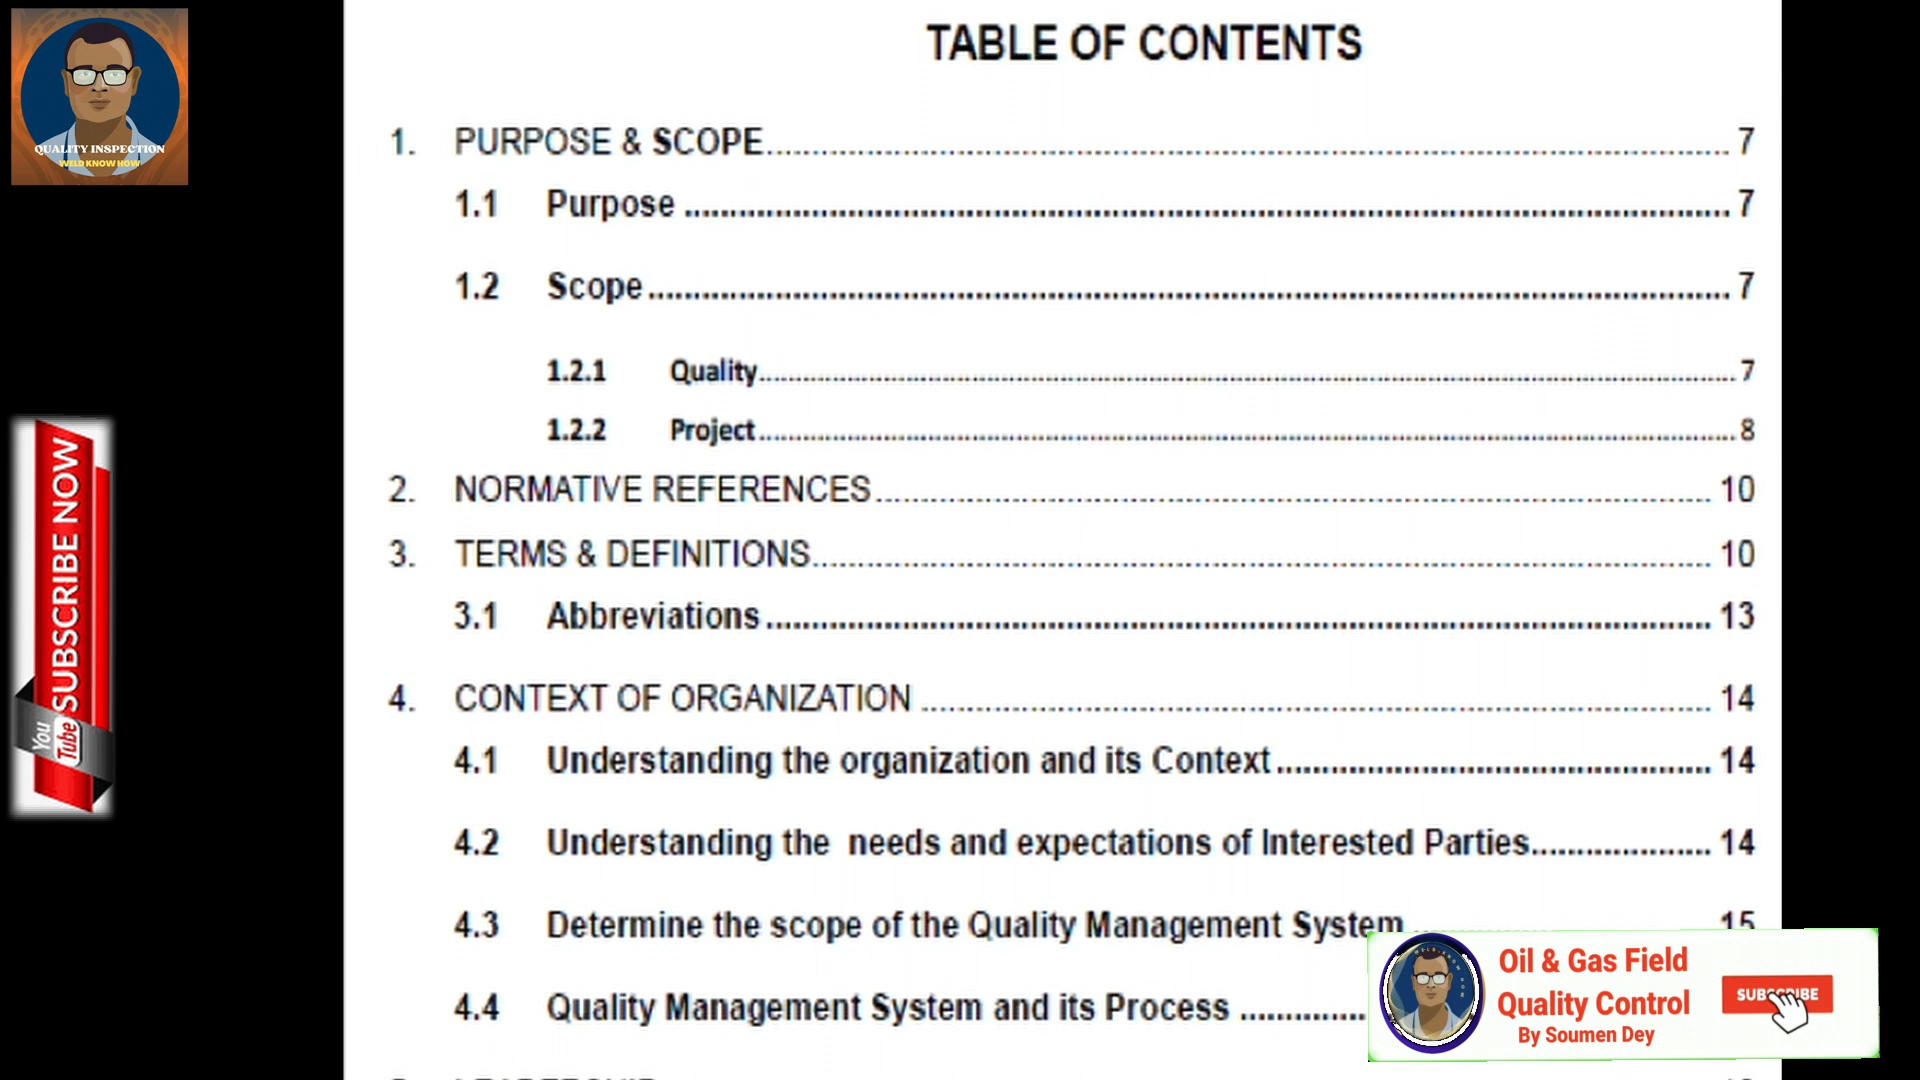 QUALITY INSPECTION
WELD KNOW HOW
SUBSCRIBE NOW
You
Tube
TABLE OF CONTENTS
1. PURPOSE & SCOPE 7
1.1 Purpose 7
1.2 Scope 7
1.2.1 Quality 7
1.2.2 Project 8
2. NORMATIVE REFERENCES 10
3. TERMS & DEFINITIONS 10
3.1 Abbreviations 13
4. CONTEXT OF ORGANIZATION 14
4.1 Understanding the organization and its Context 14
4.2 Understanding the needs and expectations of Interested Parties 14
4.3 Determine the scope of the Quality Management System 15
4.4 Quality Management System and its Process
Oil & Gas Field
Quality Control
By Soumen Dey
SUBSCRIBE